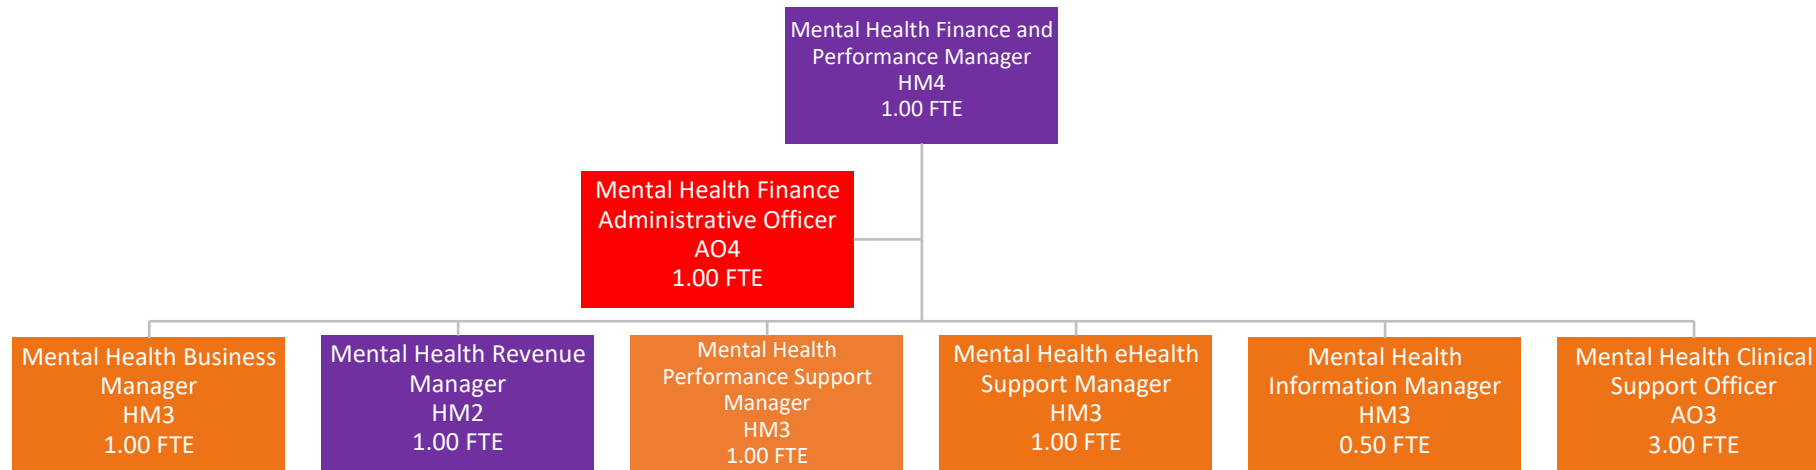 Mental Health Finance and
Performance Manager
HM4
1.00 FTE
Mental Health Finance
Administrative Officer
AO4
1.00 FTE
Mental Health Business
Manager
HM3
1.00 FTE
Mental Health Revenue
Manager
HM2
1.00 FTE
Mental Health
Performance Support
Manager
HM3
1.00 FTE
Mental Health eHealth
Support Manager
HM3
1.00 FTE
Mental Health
Information Manager
HM3
0.50 FTE
Mental Health Clinical
Support Officer
AO3
3.00 FTE